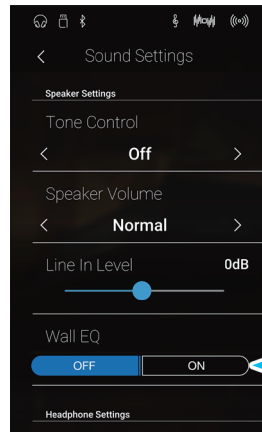 Sound Settings
Speaker Settings
Tone Control
Off
Speaker Volume
Normal
Line In Level 0dB
Wall EQ
OFF ON
Headphone Settings